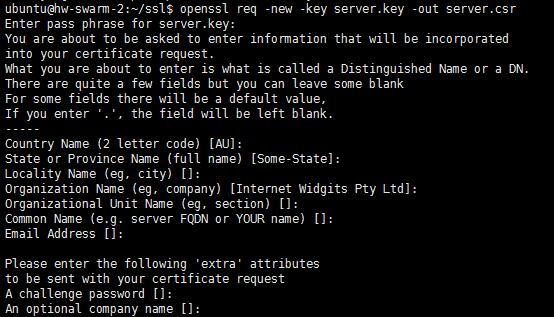 ubuntu@hw-swarm-2:~/ssl$ openssl req -new -key server.key -out server.csr
Enter pass phrase for server.key:
You are about to be asked to enter information that will be incorporated
into your certificate request.
What you are about to enter is what is called a Distinguished Name or a DN.
There are quite a few fields but you can leave some blank
For some fields there will be a default value,
If you enter '.', the field will be left blank.
-----
Country Name (2 letter code) [AU]:
State or Province Name (full name) [Some-State]:
Locality Name (eg, city) []:
Organization Name (eg, company) [Internet Widgits Pty Ltd]:
Organizational Unit Name (eg, section) []:
Common Name (e.g. server FQDN or YOUR name) []:
Email Address []:

Please enter the following 'extra' attributes
to be sent with your certificate request
A challenge password []:
An optional company name []: